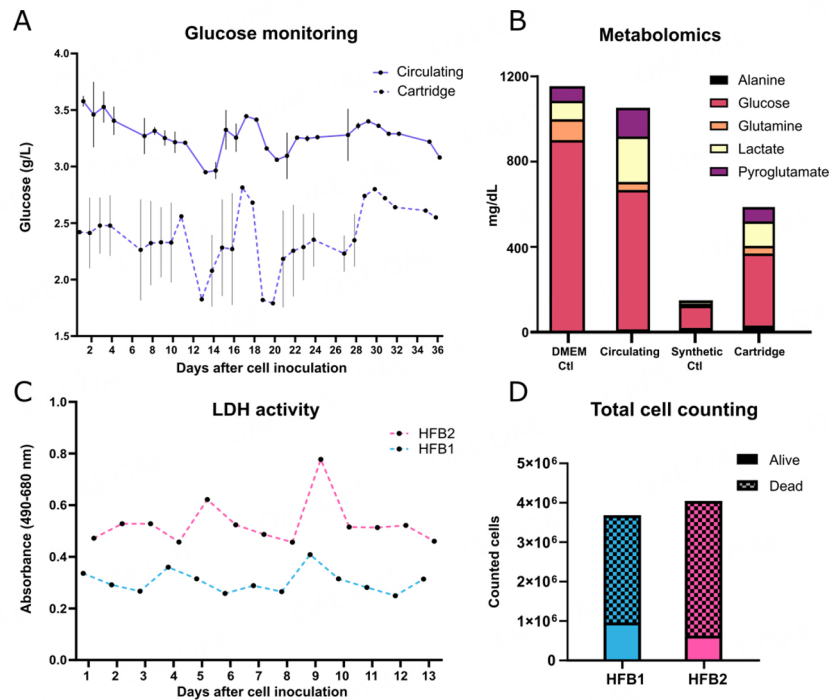 A
Glucose monitoring
Circulating
Cartridge
Glucose (g/L)
4.0
3.5
3.0
2.5
2.0
1.5
2 4 6 8 10 12 14 16 18 20 22 24 26 28 30 32 34 36
Days after cell inoculation
B
Metabolomics
Alanine
Glucose
Glutamine
Lactate
Pyroglutamate
mg/dL
1200
800
400
0
DMEM Ctl
Circulating
Synthetic Ctl
Cartridge
C
LDH activity
HFB2
HFB1
Absorbance (490-680 nm)
1.0
0.8
0.6
0.4
0.2
0.0
1 2 3 4 5 6 7 8 9 10 11 12 13
Days after cell inoculation
D
Total cell counting
Alive
Dead
Counted cells
5×10⁶
4×10⁶
3×10⁶
2×10⁶
1×10⁶
0
HFB1 HFB2